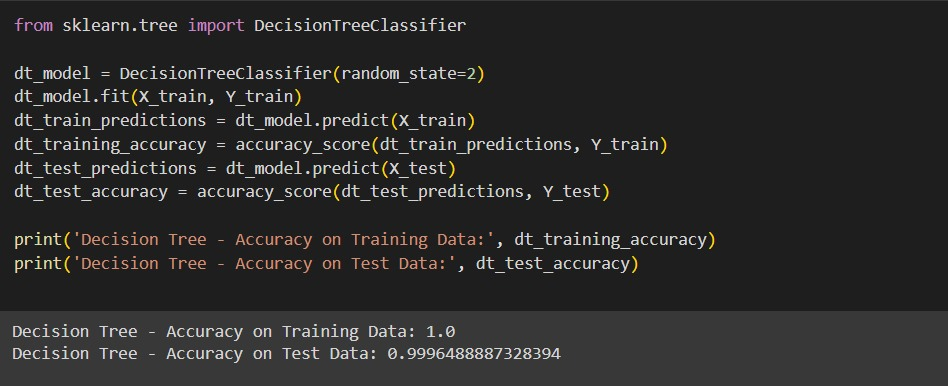 from sklearn.tree import DecisionTreeClassifier
dt_model = DecisionTreeClassifier(random_state=2)
dt_model.fit(X_train, Y_train)
dt_train_predictions = dt_model.predict(X_train)
dt_training_accuracy = accuracy_score(dt_train_predictions, Y_train)
dt_test_predictions = dt_model.predict(X_test)
dt_test_accuracy = accuracy_score(dt_test_predictions, Y_test)
print('Decision Tree - Accuracy on Training Data:', dt_training_accuracy)
print('Decision Tree - Accuracy on Test Data:', dt_test_accuracy)
Decision Tree - Accuracy on Training Data: 1.0
Decision Tree - Accuracy on Test Data: 0.9996488887328394